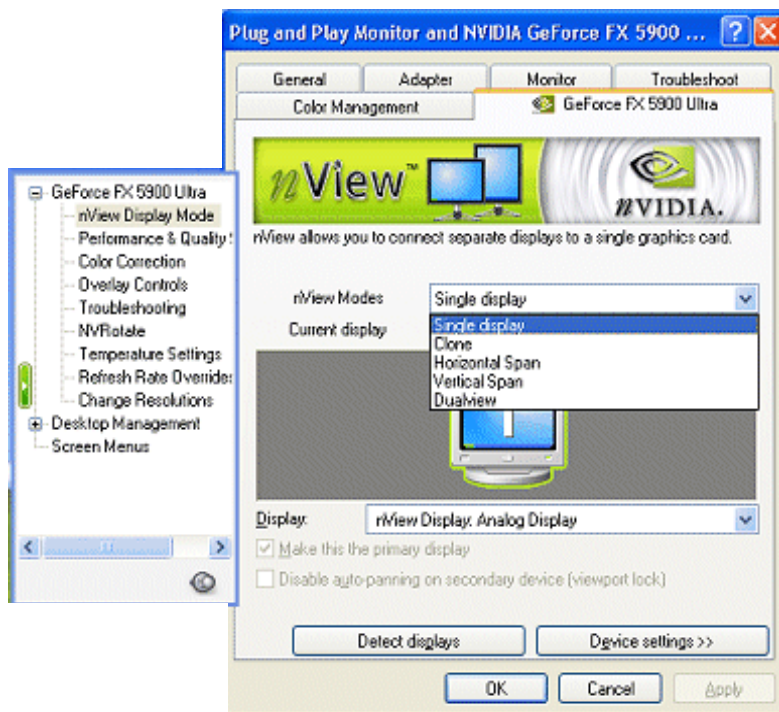 Plug and Play Monitor and NVIDIA GeForce FX 5900 ...
General Adapter Monitor Troubleshoot
Color Management GeForce FX 5900 Ultra
nView™ nVIDIA.
nView allows you to connect separate displays to a single graphics card.
nView Modes Single display
Current display
Single display
Clone
Horizontal Span
Vertical Span
Dualview
1
Display: nView Display: Analog Display
Make this the primary display
Disable auto-panning on secondary device (viewport lock)
Detect displays Device settings >>
OK Cancel Apply
GeForce FX 5900 Ultra
nView Display Mode
Performance & Quality
Color Correction
Overlay Controls
Troubleshooting
NVRotate
Temperature Settings
Refresh Rate Overrides
Change Resolutions
Desktop Management
Screen Menus